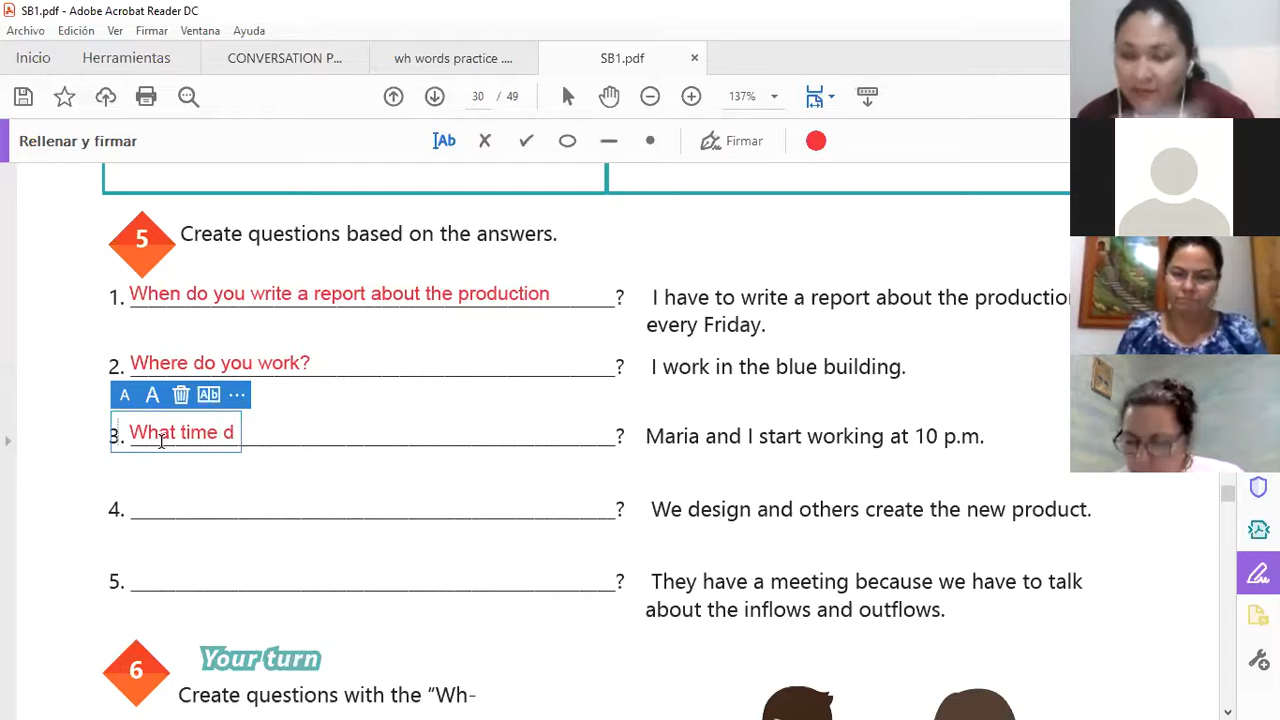 SB1.pdf - Adobe Acrobat Reader DC
Archivo Edición Ver Firmar Ventana Ayuda
Inicio Herramientas CONVERSATION P... wh words practice .... SB1.pdf ×
30 / 49 137%
Rellenar y firmar Ab Firmar
5 Create questions based on the answers.
1. When do you write a report about the production ? I have to write a report about the production
every Friday.
2. Where do you work? ? I work in the blue building.
A A Ab ...
3. What time d ? Maria and I start working at 10 p.m.
4. ? We design and others create the new product.
5. ? They have a meeting because we have to talk
about the inflows and outflows.
6 Your turn
Create questions with the “Wh-